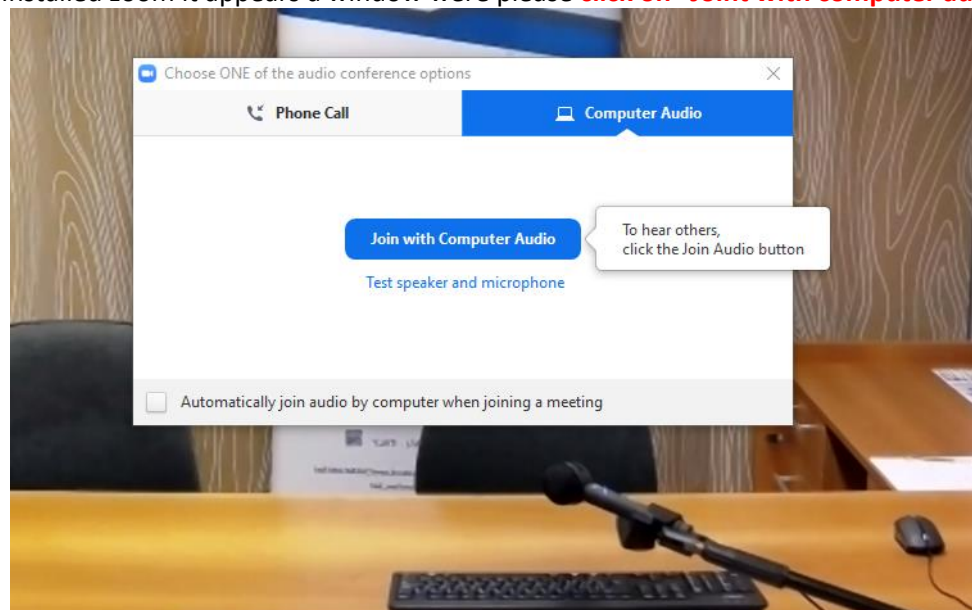 installed zoom it appears a window were please click on "Joint with computer au
Choose ONE of the audio conference options
Phone Call
Computer Audio
Join with Computer Audio
To hear others,
click the Join Audio button
Test speaker and microphone
Automatically join audio by computer when joining a meeting